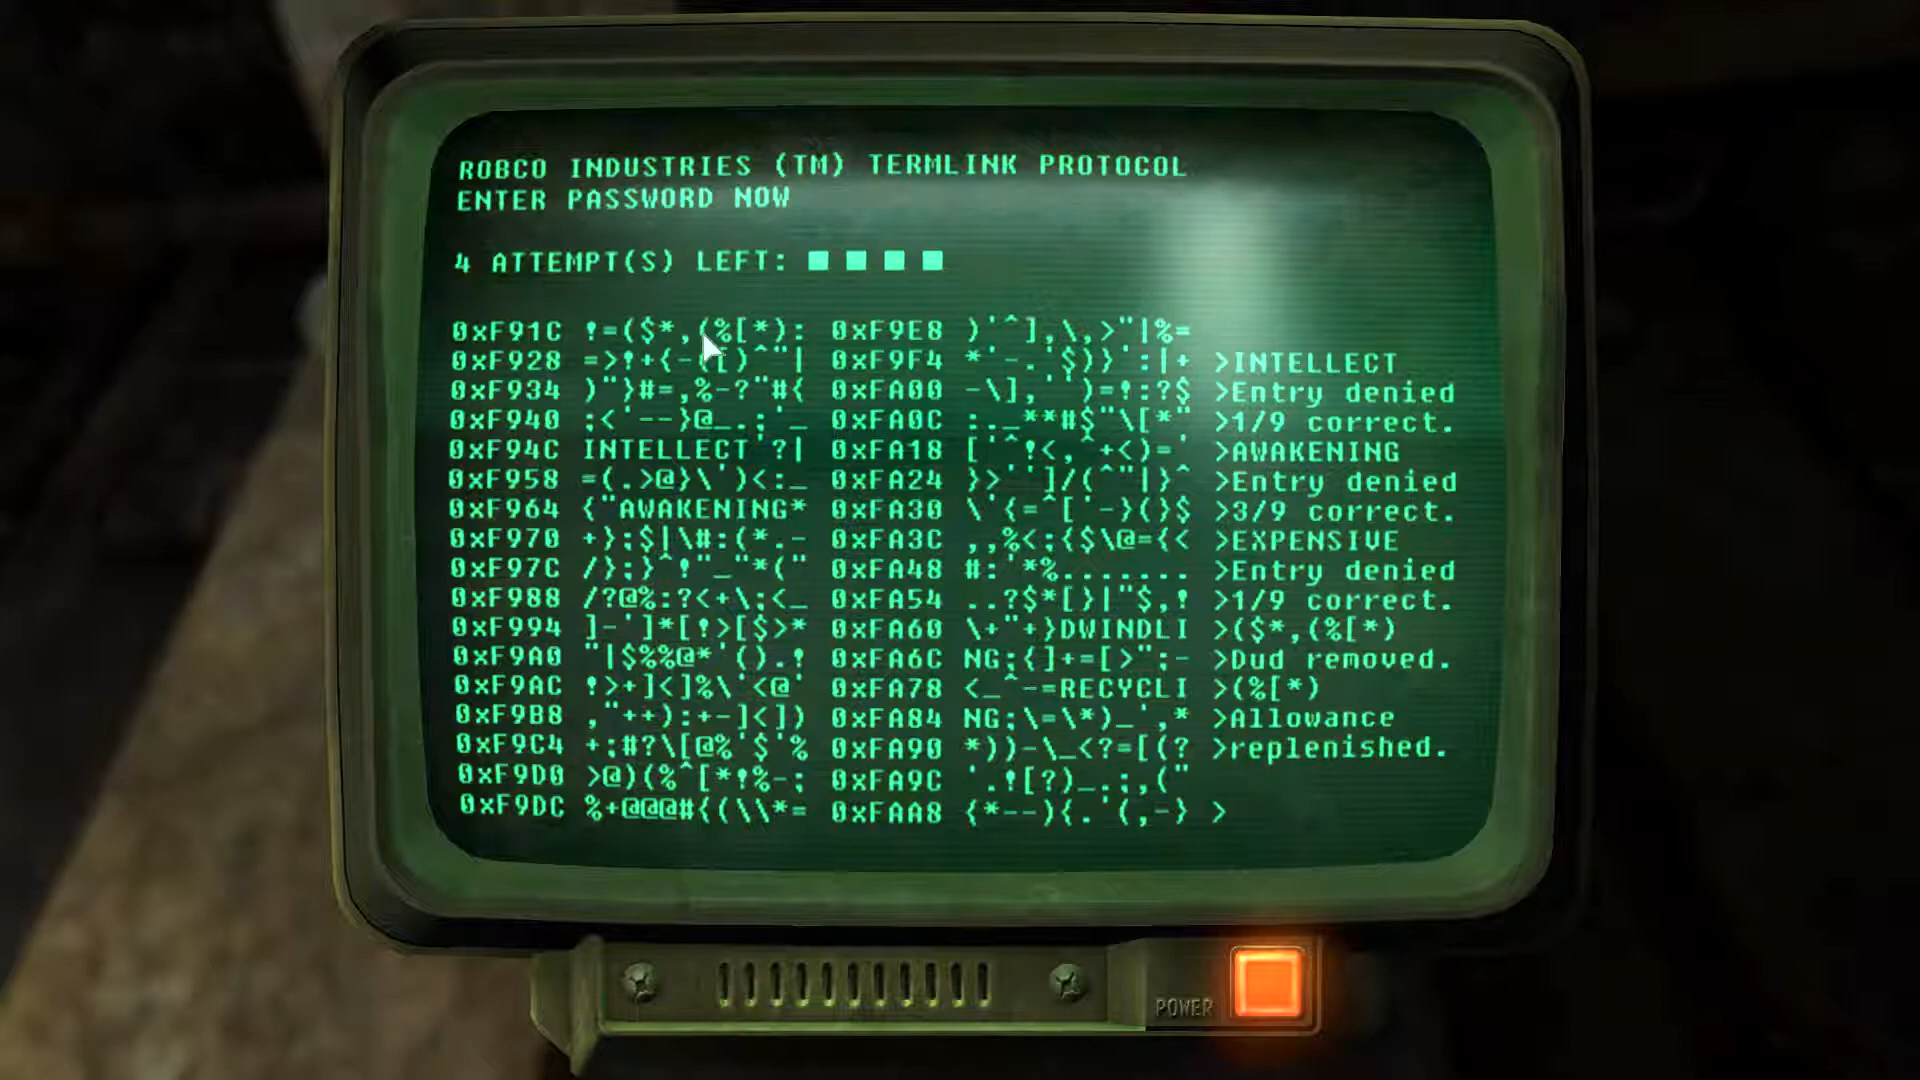 ROBCO INDUSTRIES (TM) TERMLINK PROTOCOL
ENTER PASSWORD NOW
4 ATTEMPT(S) LEFT: ■ ■ ■ ■
0xF91C !=($*,(%[*): 0xF9E8 )'^],\,>"|%=
0xF928 =>!+{-([)^"| 0xF9F4 *'-.'$)}':|+ >INTELLECT
0xF934 )"}#=,%-?"#{ 0xFA00 -\],'')=!:?$ >Entry denied
0xF940 ;<'--}@_.;'_ 0xFA0C :._**#$"\[*" >1/9 correct.
0xF94C INTELLECT'?| 0xFA18 ['^!<,^+<)=' >AWAKENING
0xF958 =(.>@}\')<:_ 0xFA24 }>'']/(^"|}^ >Entry denied
0xF964 {"AWAKENING* 0xFA30 \'{=^['-}(}$ >3/9 correct.
0xF970 +};$|\#:(*.- 0xFA3C ,,%<;{$\@={< >EXPENSIVE
0xF97C /};}^!"_"*(" 0xFA48 #:'*%....... >Entry denied
0xF988 /?@%:?<+\;<_ 0xFA54 ..?$*[}|"$,! >1/9 correct.
0xF994 ]-']*[!>[$>* 0xFA60 \+"+}DWINDLI >($*,(%[*)
0xF9A0 "|$%%@*'().! 0xFA6C NG;{]+=[>";- >Dud removed.
0xF9AC !>+]<]%\'<@' 0xFA78 <_^-=RECYCLI >(%[*)
0xF9B8 ,"++):+-]<]) 0xFA84 NG;\=\*)_',* >Allowance
0xF9C4 +;#?\[@%'$'% 0xFA90 *))-\_<?=[(? >replenished.
0xF9D0 >@)(%^[*!%-; 0xFA9C '.![?)_.;,("
0xF9DC %+@@@#{(\\*= 0xFAA8 {*--){.'(,-} >
POWER